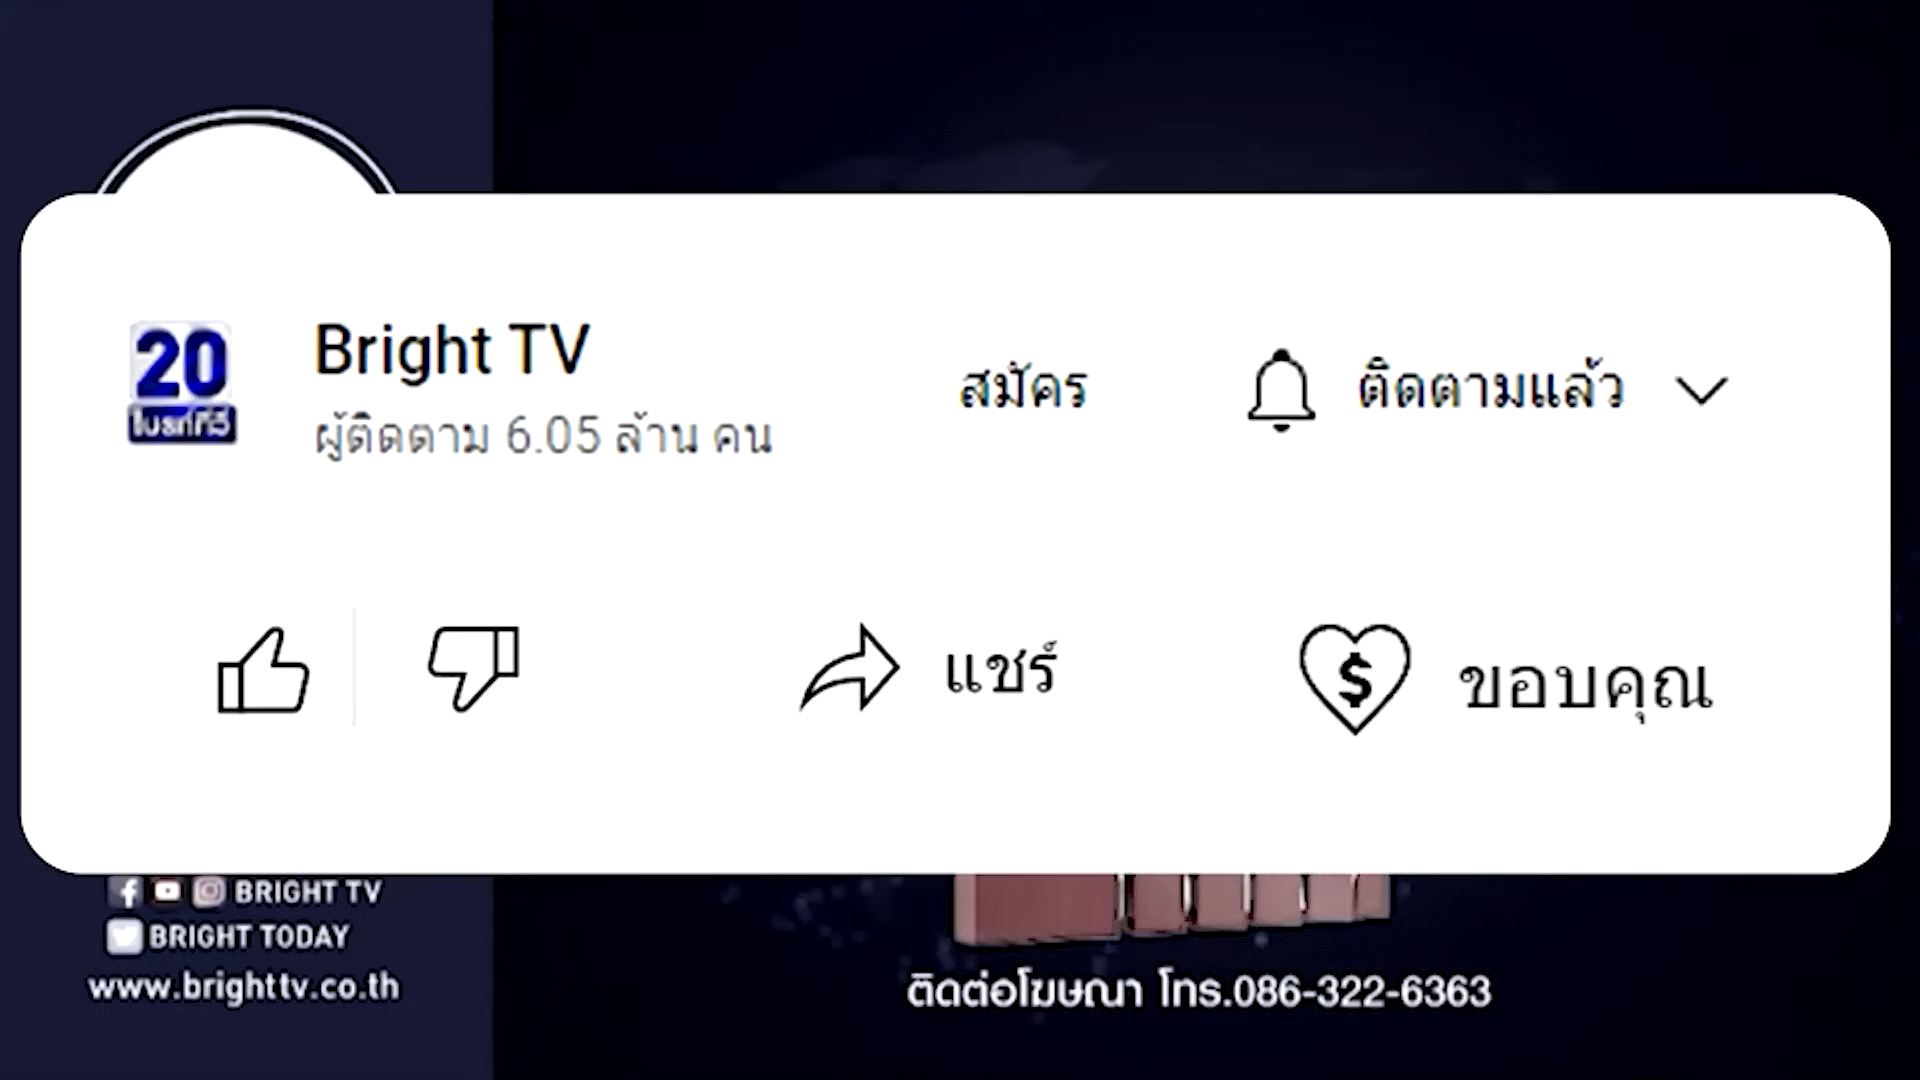 20
ไบรท์ทีวี
Bright TV
ผู้ติดตาม 6.05 ล้าน คน
สมัคร
ติดตามแล้ว
แชร์
$ ขอบคุณ
BRIGHT TV
BRIGHT TODAY
www.brighttv.co.th
ติดต่อโฆษณา โทร.086-322-6363